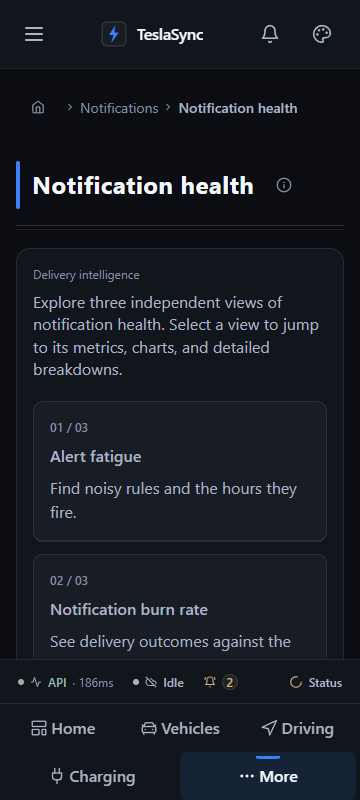 TeslaSync
Notifications Notification health
Notification health
Delivery intelligence
Explore three independent views of
notification health. Select a view to jump
to its metrics, charts, and detailed
breakdowns.
01 / 03
Alert fatigue
Find noisy rules and the hours they
fire.
02 / 03
Notification burn rate
See delivery outcomes against the
API · 186ms Idle 2 Status
Home Vehicles Driving
Charging More